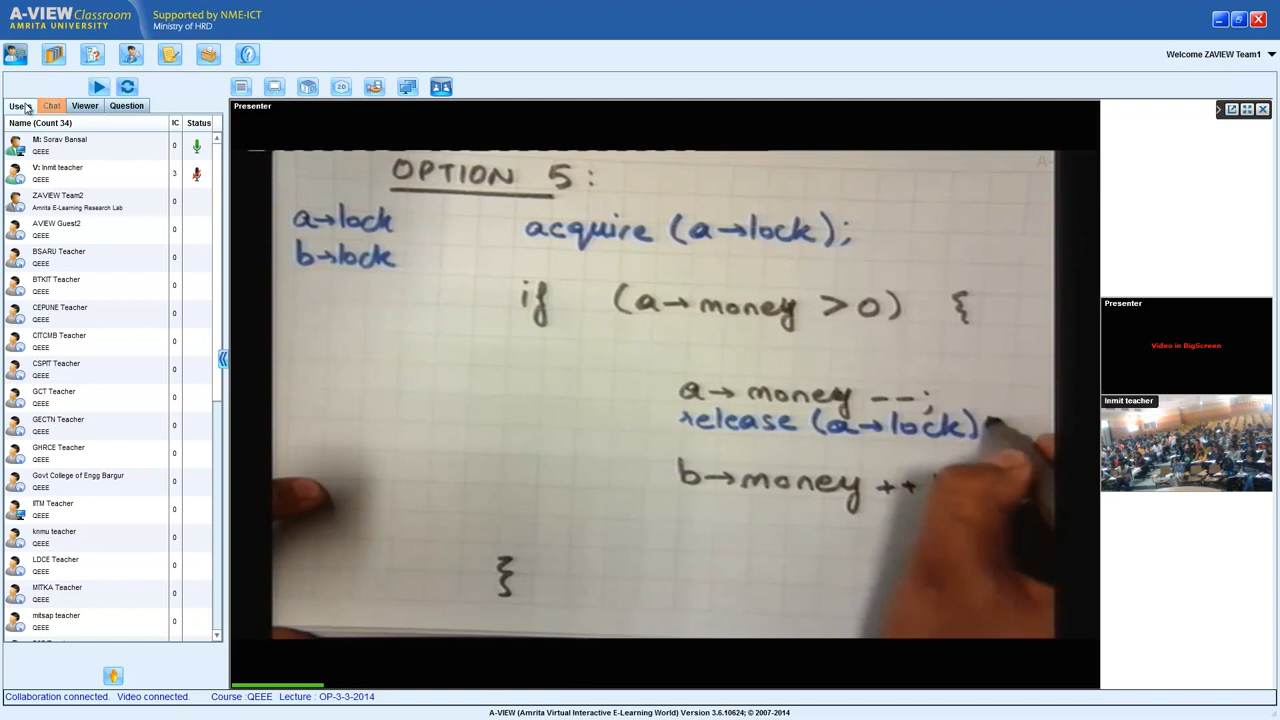 A-VIEW Classroom
AMRITA UNIVERSITY
Supported by NME-ICT
Ministry of HRD
Welcome ZAVIEW Team1
Chat
Viewer
Question
Name (Count 34)
IC
Status
M: Sorav Bansal
QEEE
0
V: Inmit teacher
QEEE
3
ZAVIEW Team2
Amrita E-Learning Research Lab
0
AVIEW Guest2
QEEE
0
BSARU Teacher
QEEE
0
BTKIT Teacher
QEEE
0
CEPUNE Teacher
QEEE
0
CITCMB Teacher
QEEE
0
CSPIT Teacher
QEEE
0
GCT Teacher
QEEE
0
GECTN Teacher
QEEE
0
GHRCE Teacher
QEEE
0
Govt College of Engg Bargur
QEEE
0
IITM Teacher
QEEE
0
knmu teacher
QEEE
0
LDCE Teacher
QEEE
0
MITKA Teacher
QEEE
0
mitsap teacher
QEEE
0
2D
Presenter
OPTION 5:
a→lock
b→lock
acquire (a→lock);
if (a→money >0) {
a→money --;
release (a→lock)
b→money ++
}
Presenter
Video in BigScreen
Inmit teacher
Collaboration connected. Video connected. Course :QEEE Lecture : OP-3-3-2014
A-VIEW (Amrita Virtual Interactive E-Learning World) Version 3.6.10624; © 2007-2014